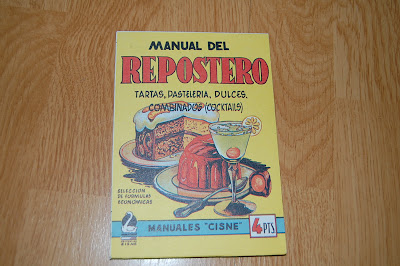 MANUAL DEL
REPOSTERO
TARTAS, PASTELERIA, DULCES,
COMBINADOS (COCKTAILS)
SELECCION
DE FORMULAS
ECONOMICAS
MANUALES "CISNE"
4 PTS